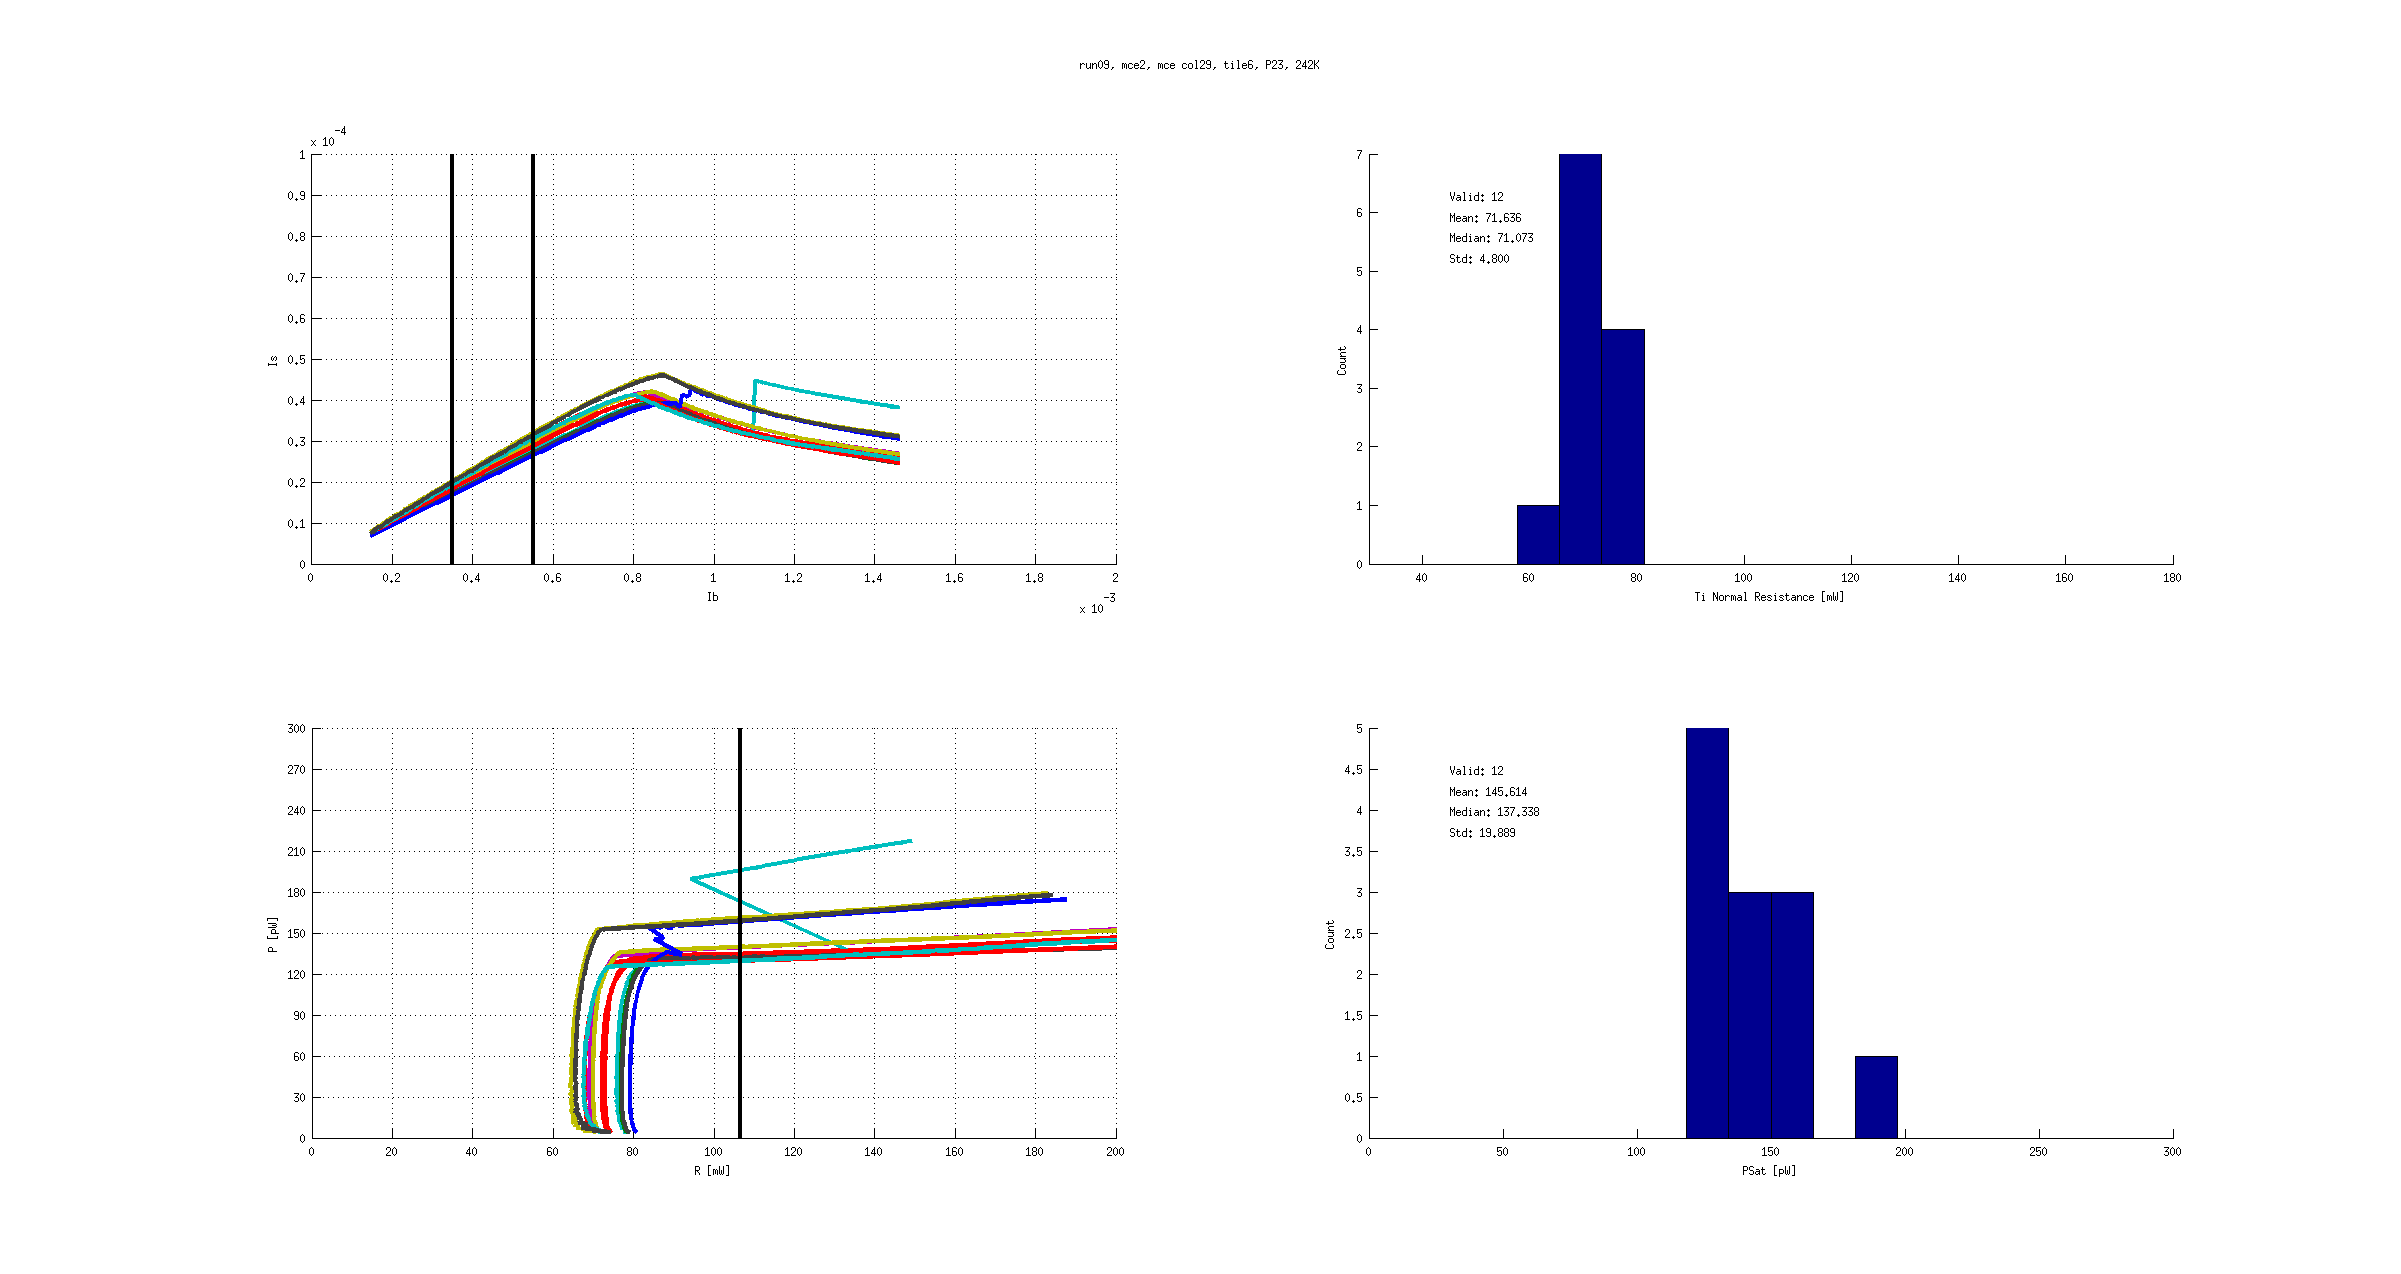 run09, mce2, mce col29, tile6, P23, 242K
x 10^-4
1
0.9
0.8
0.7
0.6
0.5
0.4
0.3
0.2
0.1
0
Is
0 0.2 0.4 0.6 0.8 1 1.2 1.4 1.6 1.8 2
Ib
x 10^-3
7
6
5
4
3
2
1
0
Count
Valid: 12
Mean: 71.636
Median: 71.073
Std: 4.800
40 60 80 100 120 140 160 180
Ti Normal Resistance [mW]
300
270
240
210
180
150
120
90
60
30
0
P [pW]
0 20 40 60 80 100 120 140 160 180 200
R [mW]
5
4.5
4
3.5
3
2.5
2
1.5
1
0.5
0
Count
Valid: 12
Mean: 145.614
Median: 137.338
Std: 19.889
0 50 100 150 200 250 300
PSat [pW]